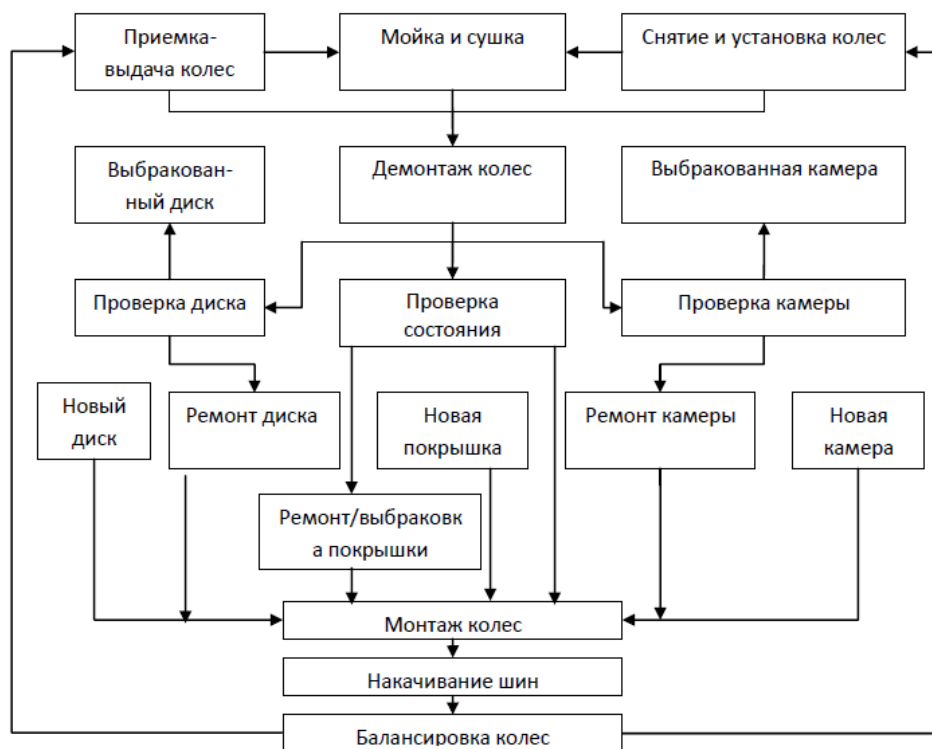 Приемка-
выдача колес
Мойка и сушка
Снятие и установка колес
Выбракован-
ный диск
Демонтаж колес
Выбракованная камера
Проверка диска
Проверка
состояния
Проверка камеры
Новый
диск
Ремонт диска
Новая
покрышка
Ремонт камеры
Новая
камера
Ремонт/выбраковк
а покрышки
Монтаж колес
Накачивание шин
Балансировка колес